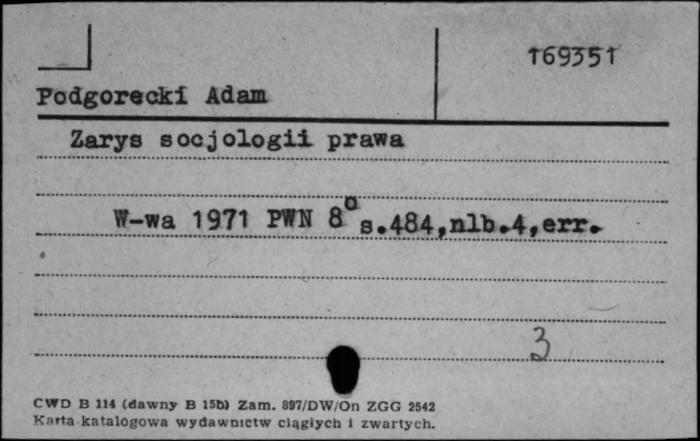 169351
Podgorecki Adam
Zarys socjologii prawa
W-wa 1971 PWN 8° s.484,nlb.4,err.
3
CWD B 114 (dawny B 15b) Zam. 897/DW/On ZGG 2542
Karta katalogowa wydawnictw ciągłych i zwartych.